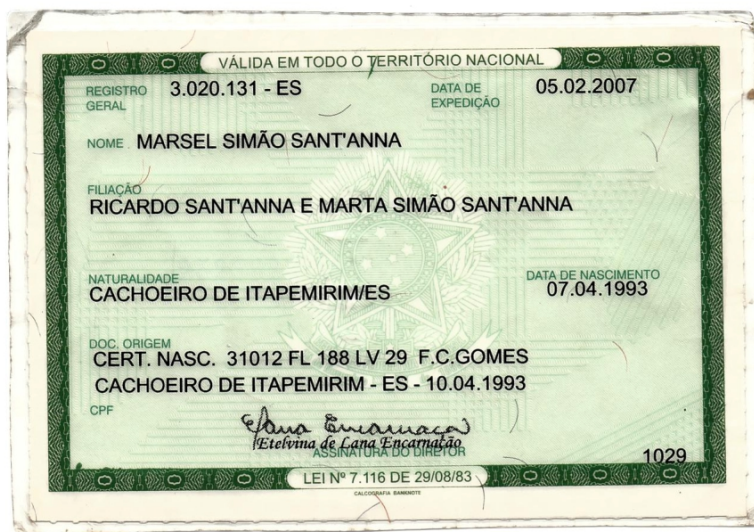 VÁLIDA EM TODO O TERRITÓRIO NACIONAL
REGISTRO GERAL 3.020.131 - ES DATA DE EXPEDIÇÃO 05.02.2007
NOME MARSEL SIMÃO SANT'ANNA
FILIAÇÃO
RICARDO SANT'ANNA E MARTA SIMÃO SANT'ANNA
NATURALIDADE DATA DE NASCIMENTO
CACHOEIRO DE ITAPEMIRIM/ES 07.04.1993
DOC. ORIGEM
CERT. NASC. 31012 FL 188 LV 29 F.C.GOMES
CACHOEIRO DE ITAPEMIRIM - ES - 10.04.1993
CPF
Etelvina de Lana Encarnação
ASSINATURA DO DIRETOR
1029
LEI Nº 7.116 DE 29/08/83
CALCOGRAFIA BANKNOTE